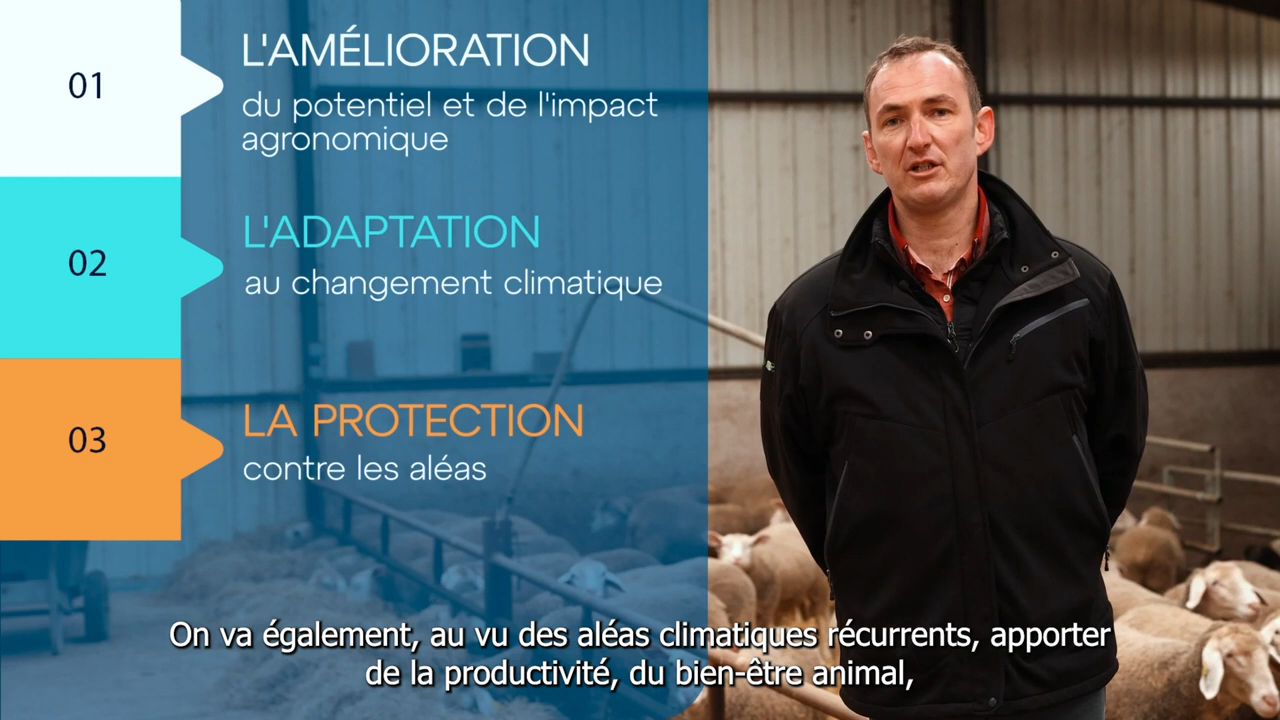 01
L'AMÉLIORATION
du potentiel et de l'impact
agronomique
02
L'ADAPTATION
au changement climatique
03
LA PROTECTION
contre les aléas
On va également, au vu des aléas climatiques récurrents, apporter
de la productivité, du bien-être animal,